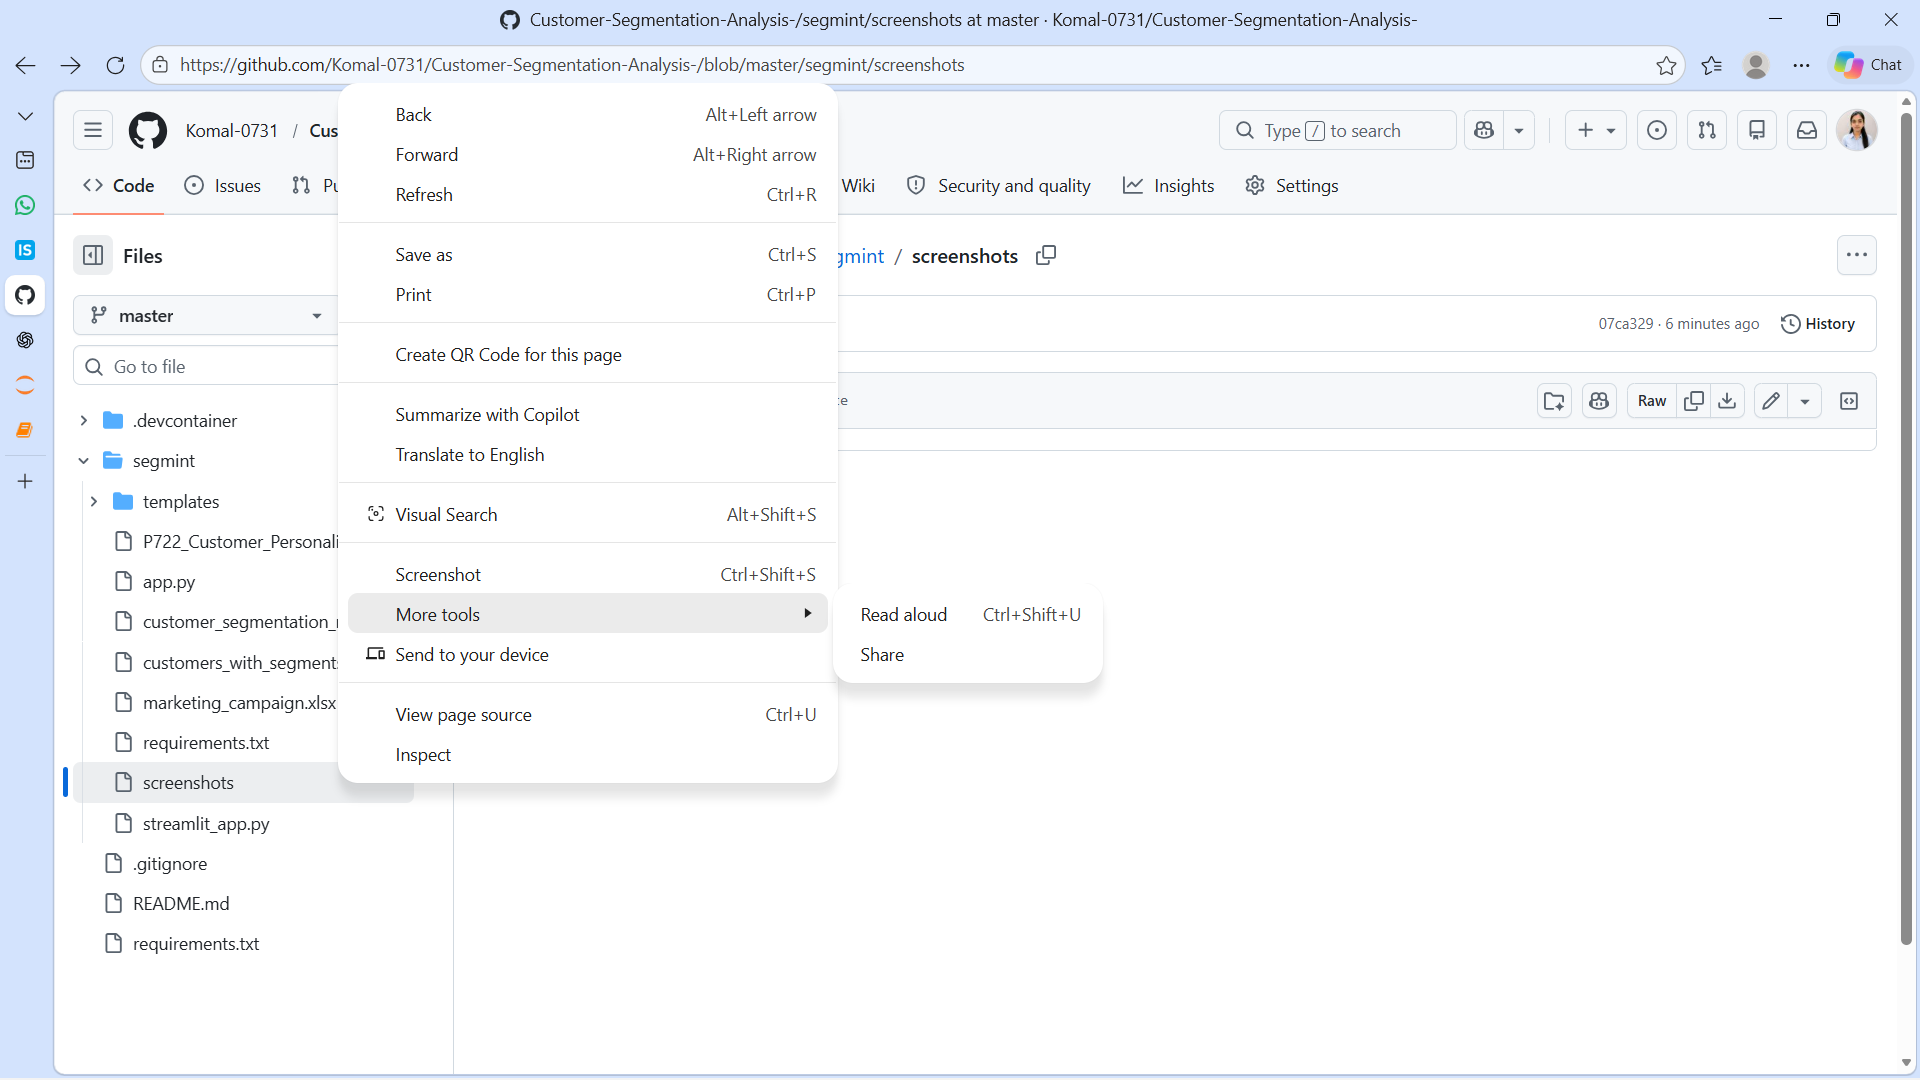 Customer-Segmentation-Analysis-/segmint/screenshots at master · Komal-0731/Customer-Segmentation-Analysis-
https://github.com/Komal-0731/Customer-Segmentation-Analysis-/blob/master/segmint/screenshots
Chat
Komal-0731 / Cus
Type / to search
Code
Issues
Pu
Wiki
Security and quality
Insights
Settings
Files
master
Go to file
.devcontainer
segmint
templates
P722_Customer_Personali
app.py
customer_segmentation_
customers_with_segment
marketing_campaign.xlsx
requirements.txt
screenshots
streamlit_app.py
.gitignore
README.md
requirements.txt
Back Alt+Left arrow
Forward Alt+Right arrow
Refresh Ctrl+R
Save as Ctrl+S
Print Ctrl+P
Create QR Code for this page
Summarize with Copilot
Translate to English
Visual Search Alt+Shift+S
Screenshot Ctrl+Shift+S
More tools
Send to your device
View page source Ctrl+U
Inspect
Read aloud Ctrl+Shift+U
Share
gmint / screenshots
07ca329 · 6 minutes ago
History
Raw
IS